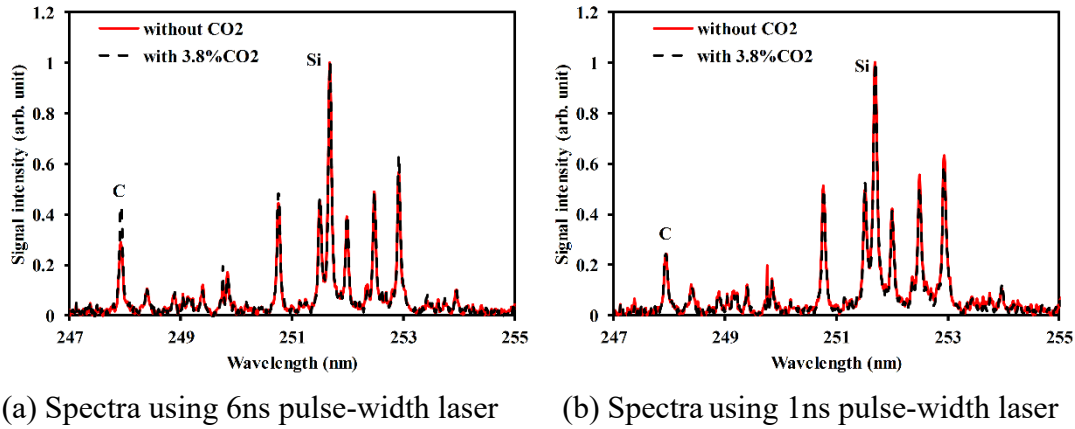 1.2
1
0.8
0.6
0.4
0.2
0
Signal intensity (arb. unit)
without CO2
with 3.8%CO2
Si
C
247
249
251
253
255
Wavelength (nm)
(a) Spectra using 6ns pulse-width laser
1.2
1
0.8
0.6
0.4
0.2
0
Signal intensity (arb. unit)
without CO2
with 3.8%CO2
Si
C
247
249
251
253
255
Wavelength (nm)
(b) Spectra using 1ns pulse-width laser